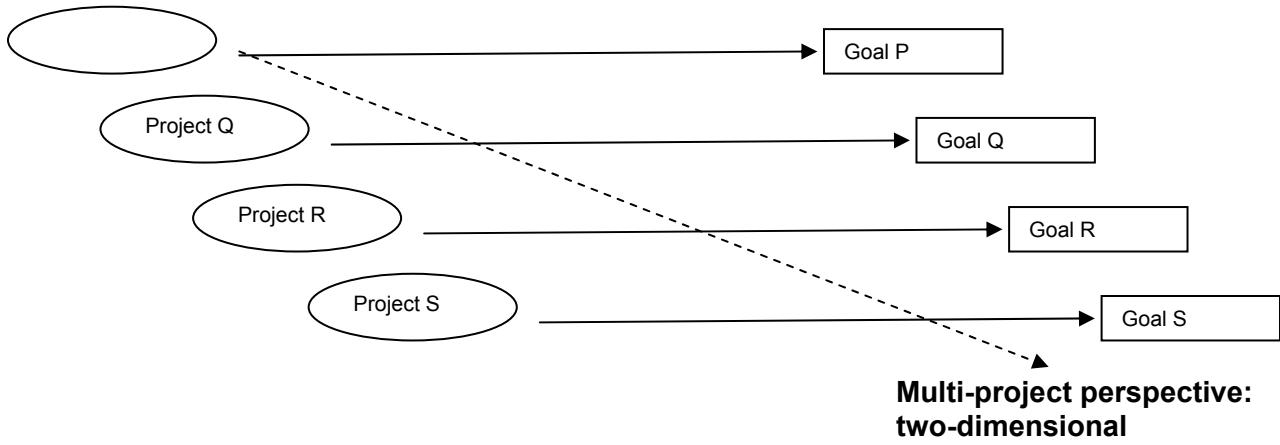 Goal P
Project Q
Goal Q
Project R
Goal R
Project S
Goal S
Multi-project perspective:
two-dimensional